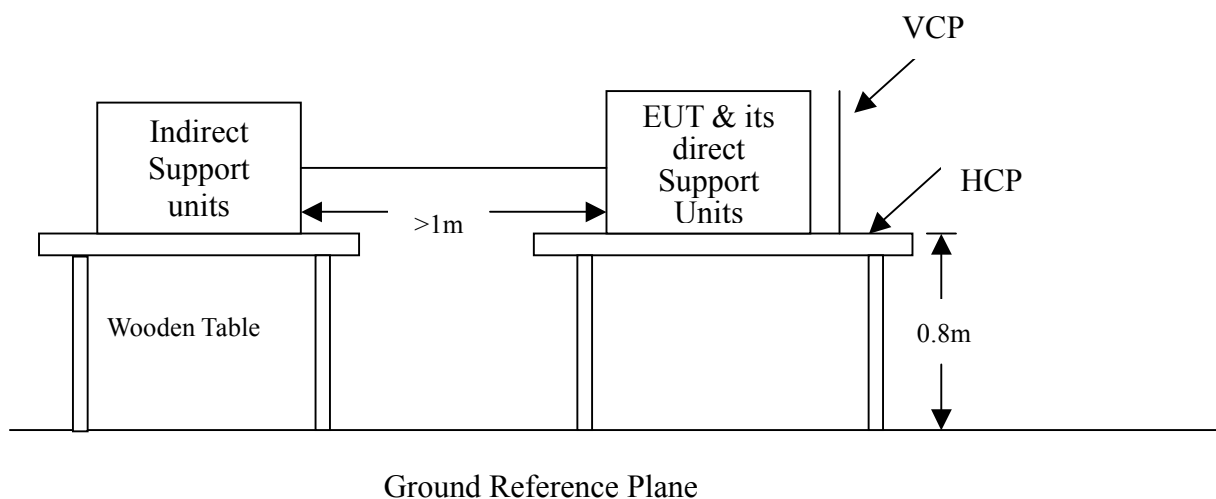 VCP
Indirect
Support
units
EUT & its
direct
Support
Units
HCP
>1m
Wooden Table
0.8m
Ground Reference Plane